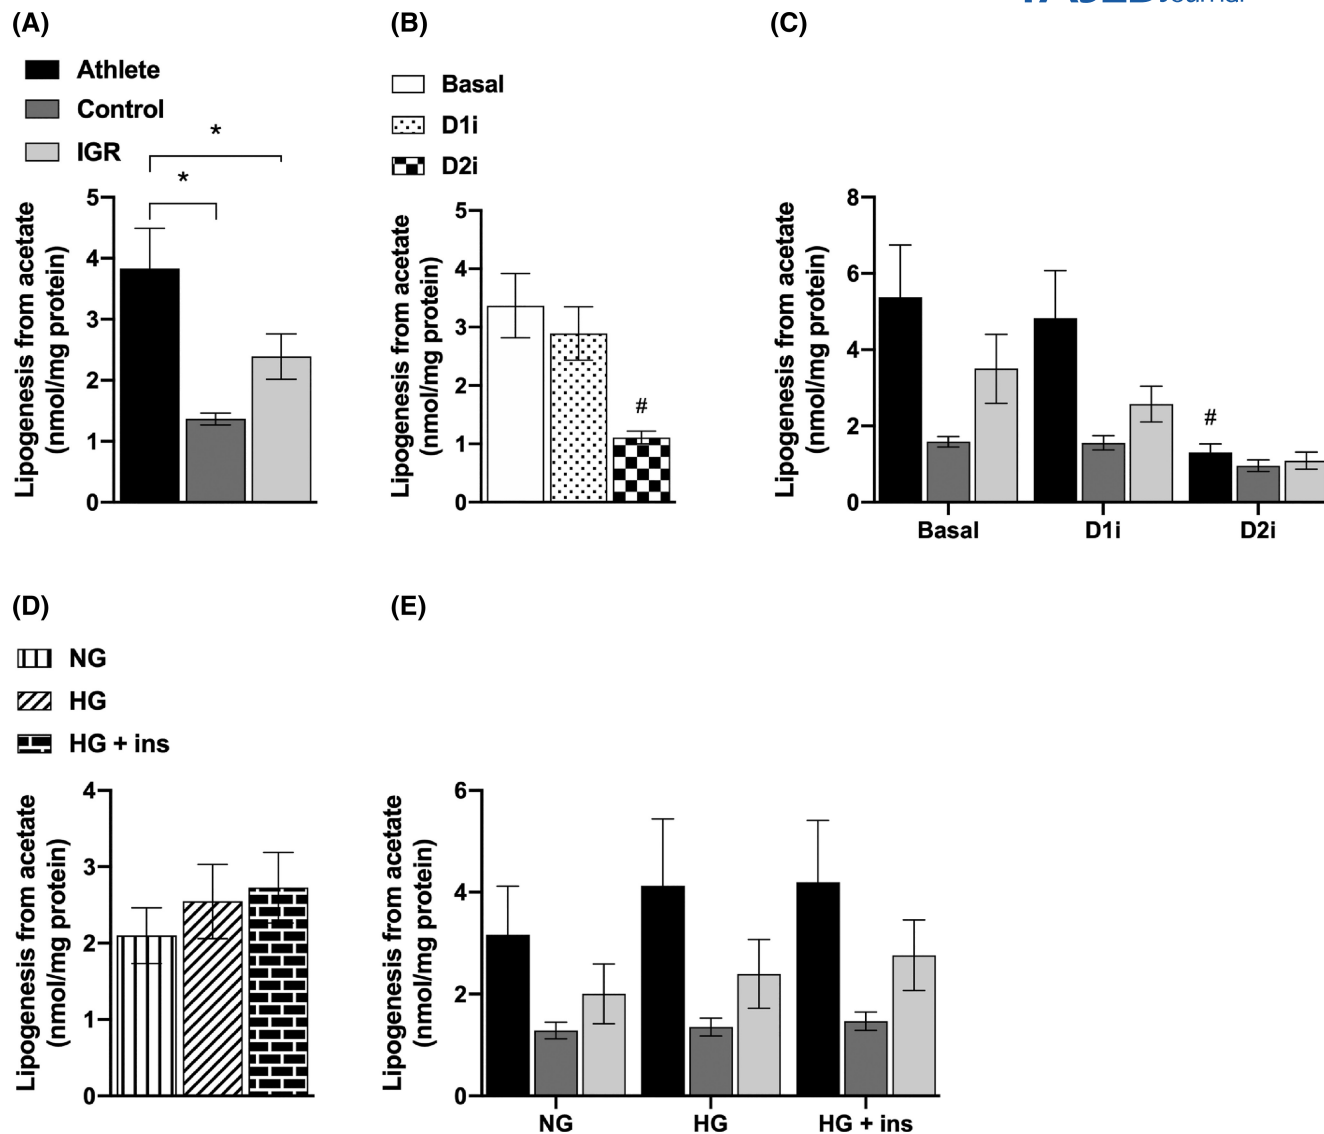 Journal
(A)
Athlete
Control
IGR
*
*
Lipogenesis from acetate
(nmol/mg protein)
5
4
3
2
1
0
(B)
Basal
D1i
D2i
Lipogenesis from acetate
(nmol/mg protein)
5
4
3
2
1
0
#
(C)
Lipogenesis from acetate
(nmol/mg protein)
8
6
4
2
0
#
Basal D1i D2i
(D)
NG
HG
HG + ins
Lipogenesis from acetate
(nmol/mg protein)
4
3
2
1
0
(E)
Lipogenesis from acetate
(nmol/mg protein)
6
4
2
0
NG HG HG + ins